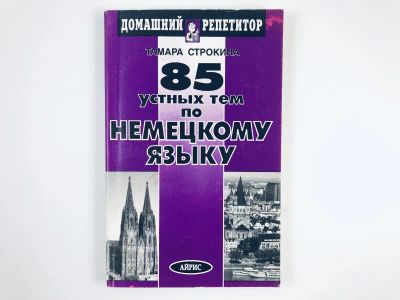 ДОМАШНИЙ РЕПЕТИТОР
ТАМАРА СТРОКИНА
85
УСТНЫХ ТЕМ
ПО
НЕМЕЦКОМУ
ЯЗЫКУ
АЙРИС